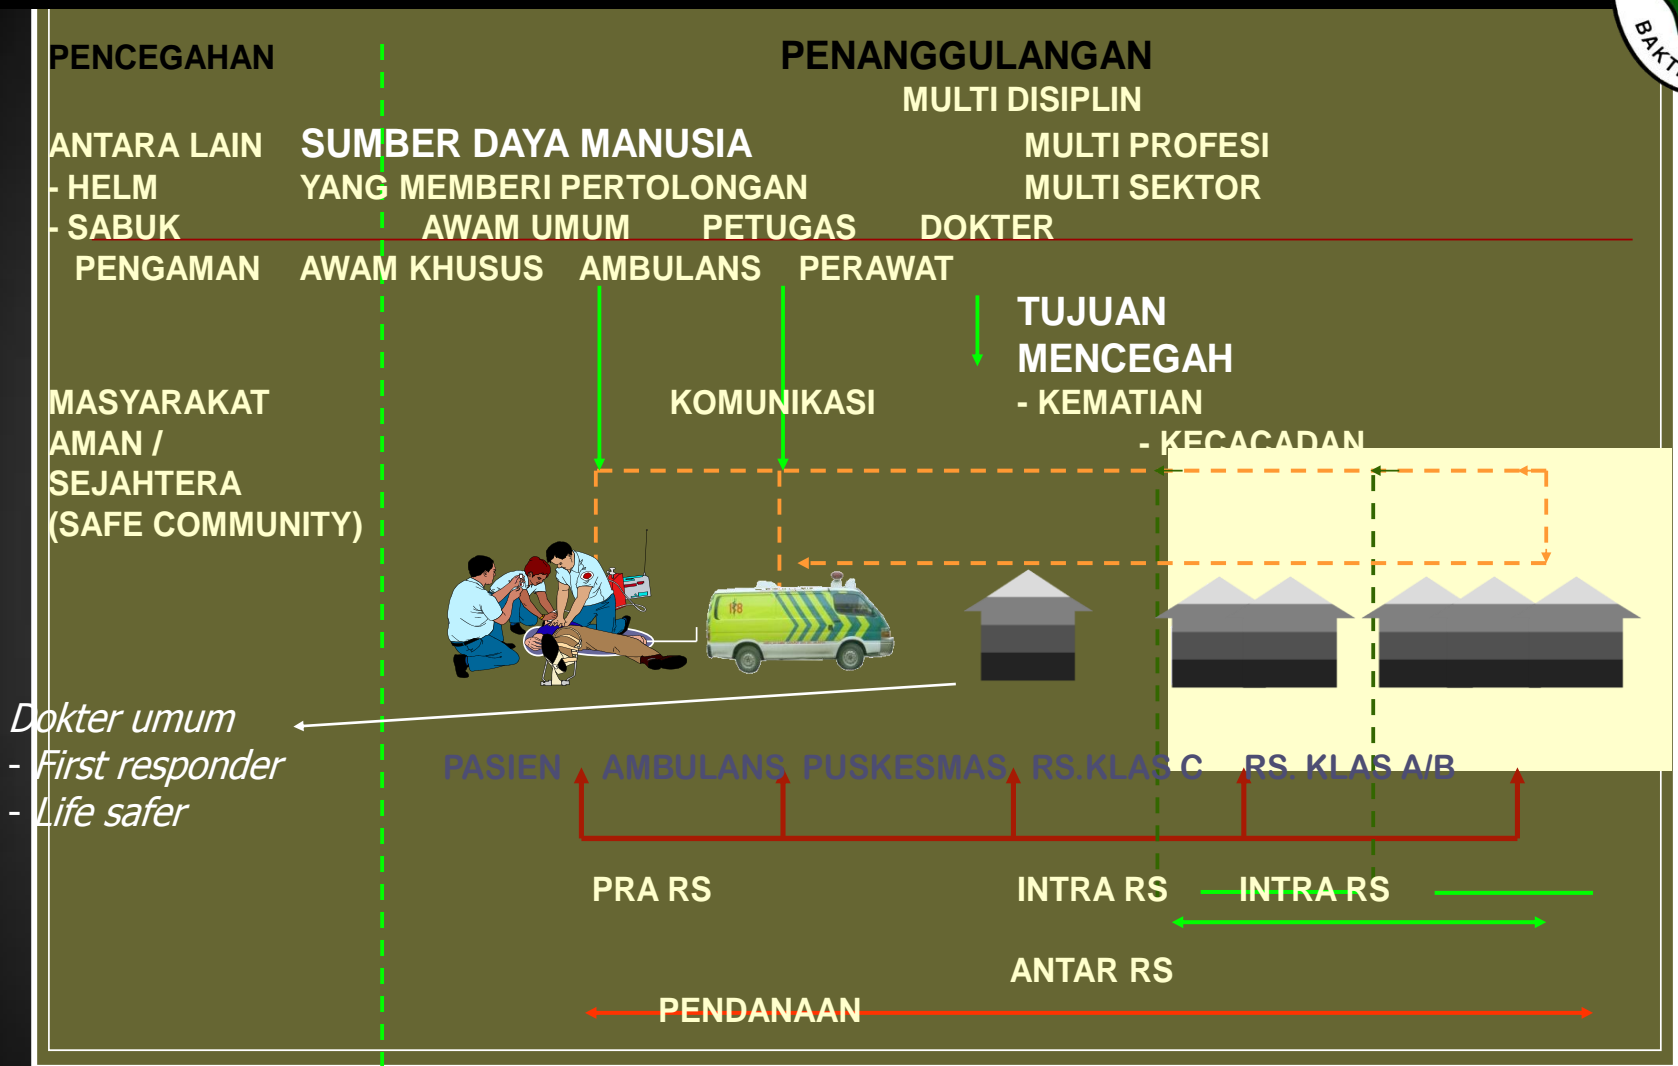 BAKTI
PENCEGAHAN PENANGGULANGAN
MULTI DISIPLIN
ANTARA LAIN SUMBER DAYA MANUSIA MULTI PROFESI
- HELM YANG MEMBERI PERTOLONGAN MULTI SEKTOR
- SABUK AWAM UMUM PETUGAS DOKTER
PENGAMAN AWAM KHUSUS AMBULANS PERAWAT
TUJUAN
MENCEGAH
MASYARAKAT KOMUNIKASI - KEMATIAN
AMAN / - KECACADAN
SEJAHTERA
(SAFE COMMUNITY)
118
Dokter umum
- First responder
- Life safer
PASIEN AMBULANS PUSKESMAS RS.KLAS C RS. KLAS A/B
PRA RS INTRA RS INTRA RS
ANTAR RS
PENDANAAN